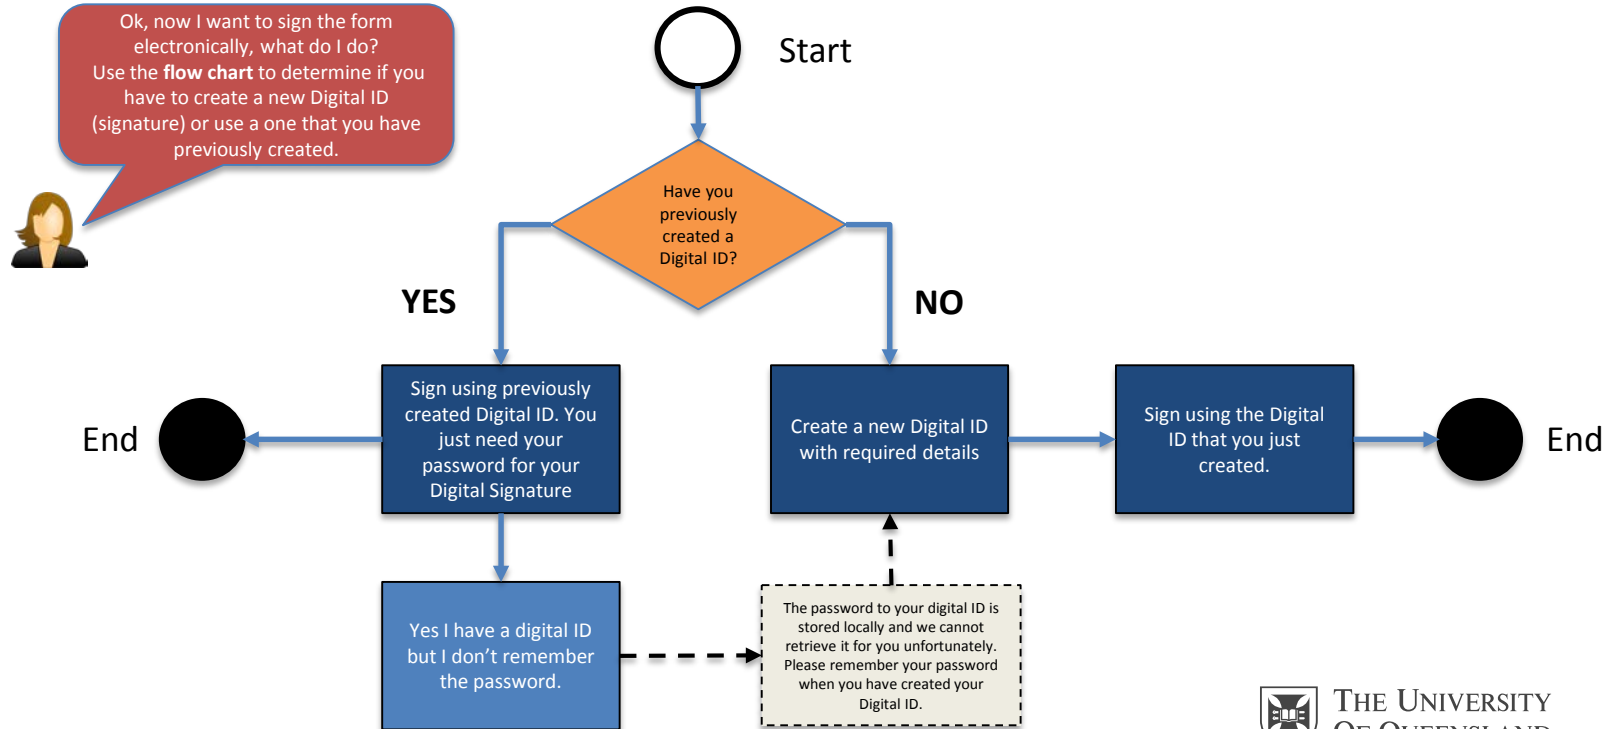 Ok, now I want to sign the form
electronically, what do I do?
Use the flow chart to determine if you
have to create a new Digital ID
(signature) or use a one that you have
previously created.
Start
Have you
previously
created a
Digital ID?
YES
NO
End
Sign using previously
created Digital ID. You
just need your
password for your
Digital Signature
Create a new Digital ID
with required details
Sign using the Digital
ID that you just
created.
End
Yes I have a digital ID
but I don’t remember
the password.
The password to your digital ID is
stored locally and we cannot
retrieve it for you unfortunately.
Please remember your password
when you have created your
Digital ID.
THE UNIVERSITY
OF QUEENSLAND